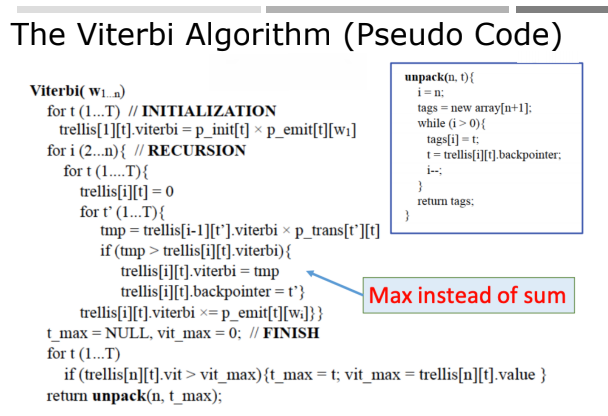 The Viterbi Algorithm (Pseudo Code)
Viterbi( w₁..ₙ)
for t (1...T) // INITIALIZATION
trellis[1][t].viterbi = p_init[t] × p_emit[t][w₁]
for i (2...n){ // RECURSION
for t (1....T){
trellis[i][t] = 0
for t' (1...T){
tmp = trellis[i-1][t'].viterbi × p_trans[t'][t]
if (tmp > trellis[i][t].viterbi){
trellis[i][t].viterbi = tmp
trellis[i][t].backpointer = t'}
trellis[i][t].viterbi ×= p_emit[t][wᵢ]}}
t_max = NULL, vit_max = 0; // FINISH
for t (1...T)
if (trellis[n][t].vit > vit_max){t_max = t; vit_max = trellis[n][t].value }
return unpack(n, t_max);
unpack(n, t){
i = n;
tags = new array[n+1];
while (i > 0){
tags[i] = t;
t = trellis[i][t].backpointer;
i--;
}
return tags;
}
Max instead of sum